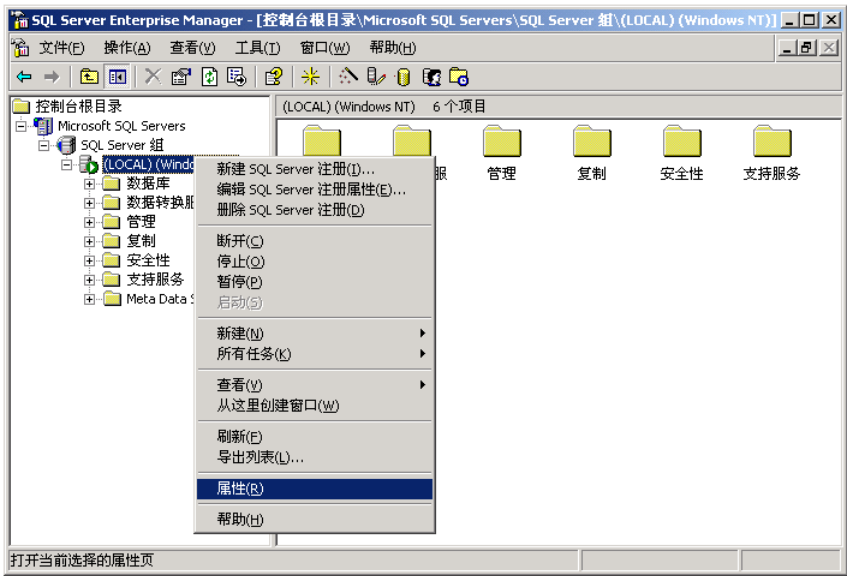 SQL Server Enterprise Manager - [控制台根目录\Microsoft SQL Servers\SQL Server 组\(LOCAL) (Windows NT)]
文件(F) 操作(A) 查看(V) 工具(T) 窗口(W) 帮助(H)
控制台根目录
(LOCAL) (Windows NT) 6 个项目
Microsoft SQL Servers
SQL Server 组
(LOCAL) (Windo
数据库
数据转换服
管理
复制
安全性
支持服务
Meta Data S
新建 SQL Server 注册(I)...
编辑 SQL Server 注册属性(E)...
删除 SQL Server 注册(D)
断开(C)
停止(O)
暂停(P)
启动(S)
新建(N)
所有任务(K)
查看(V)
从这里创建窗口(W)
刷新(F)
导出列表(L)...
属性(R)
帮助(H)
服 管理 复制 安全性 支持服务
打开当前选择的属性页